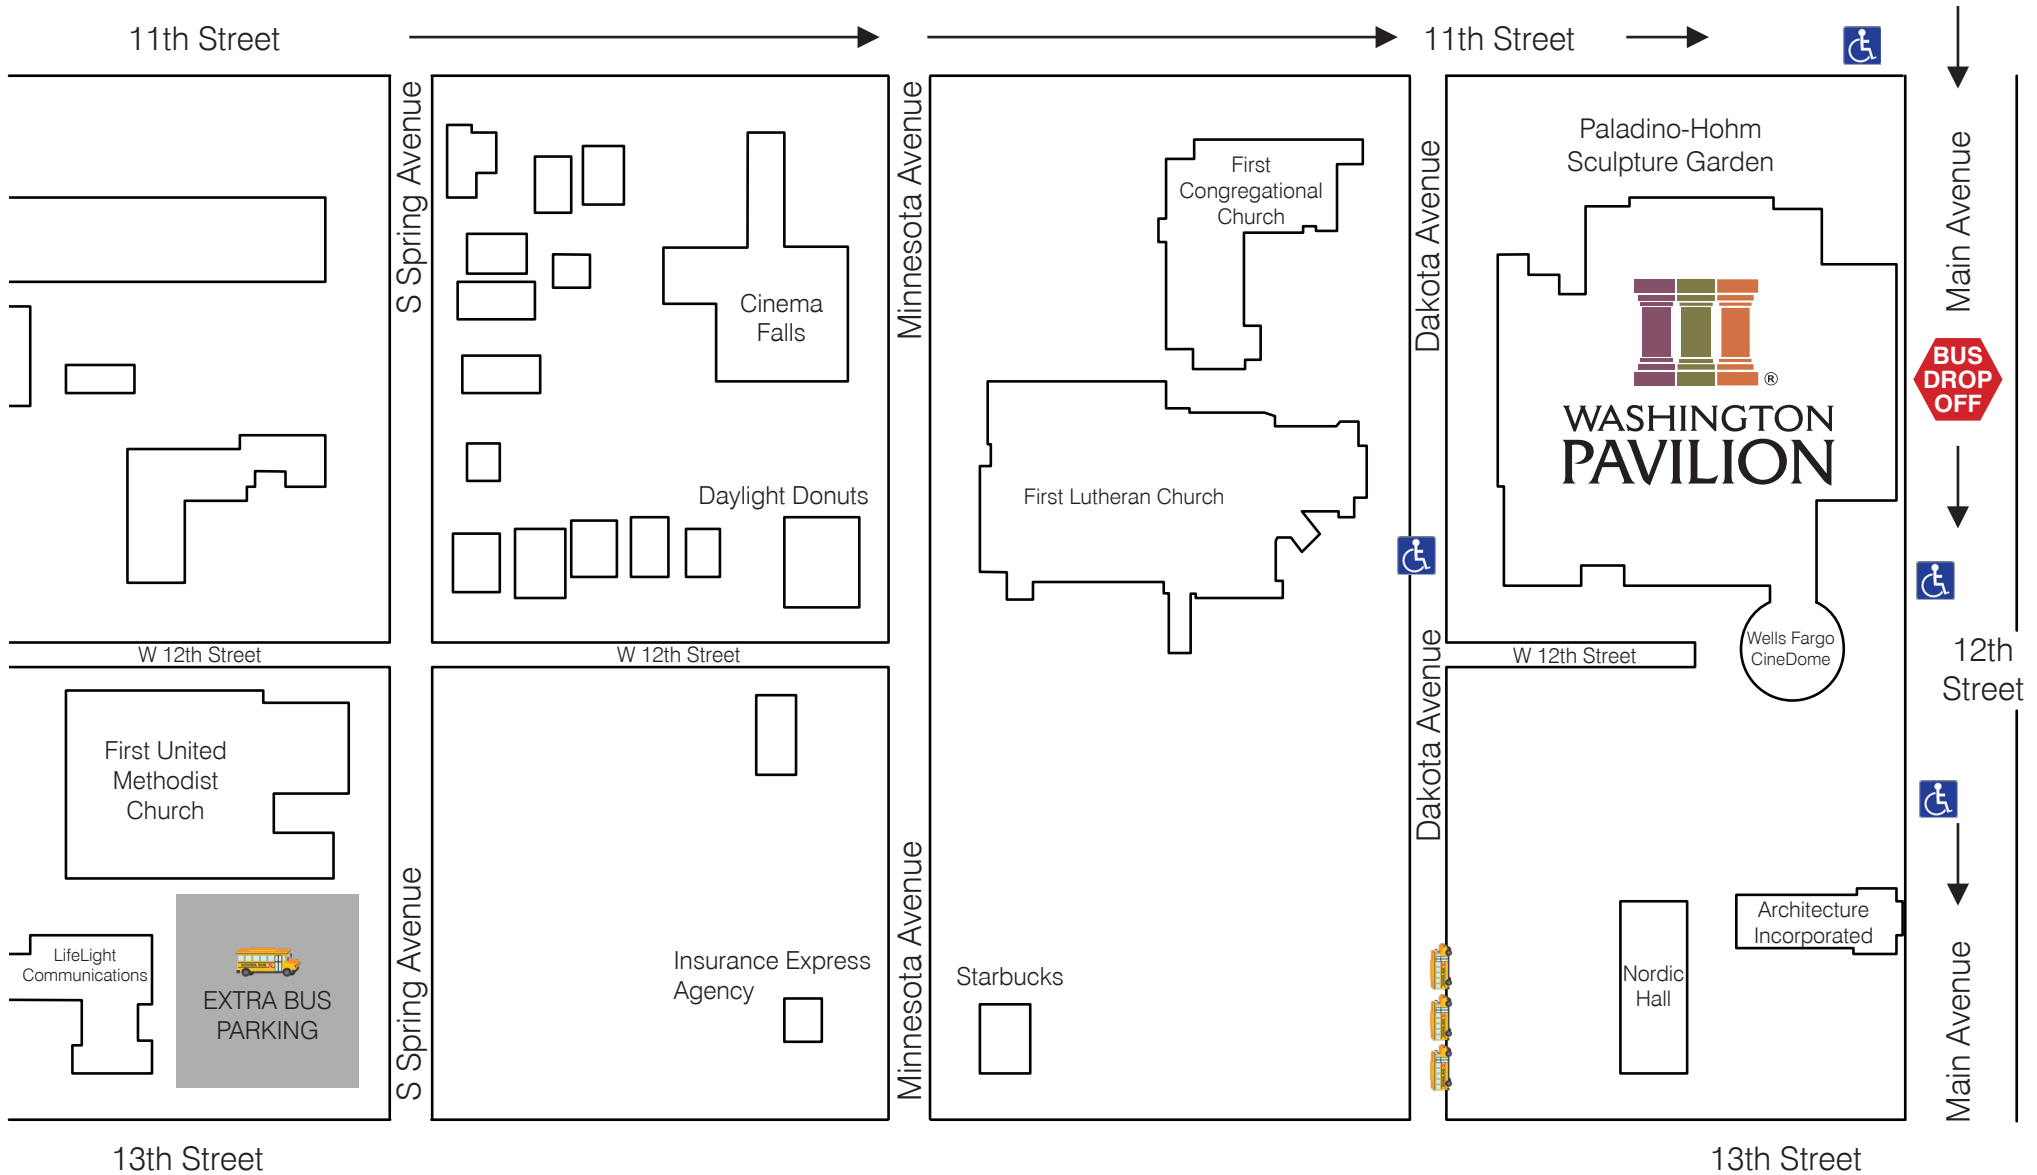 11th Street
11th Street
S Spring Avenue
Minnesota Avenue
Dakota Avenue
Main Avenue
Paladino-Hohm
Sculpture Garden
First
Congregational
Church
Cinema
Falls
BUS
DROP
OFF
®
WASHINGTON
PAVILION
Daylight Donuts
First Lutheran Church
W 12th Street
W 12th Street
W 12th Street
Wells Fargo
CineDome
12th
Street
Dakota Avenue
First United
Methodist
Church
S Spring Avenue
Minnesota Avenue
Main Avenue
Architecture
Incorporated
LifeLight
Communications
EXTRA BUS
PARKING
Insurance Express
Agency
Starbucks
Nordic
Hall
13th Street
13th Street